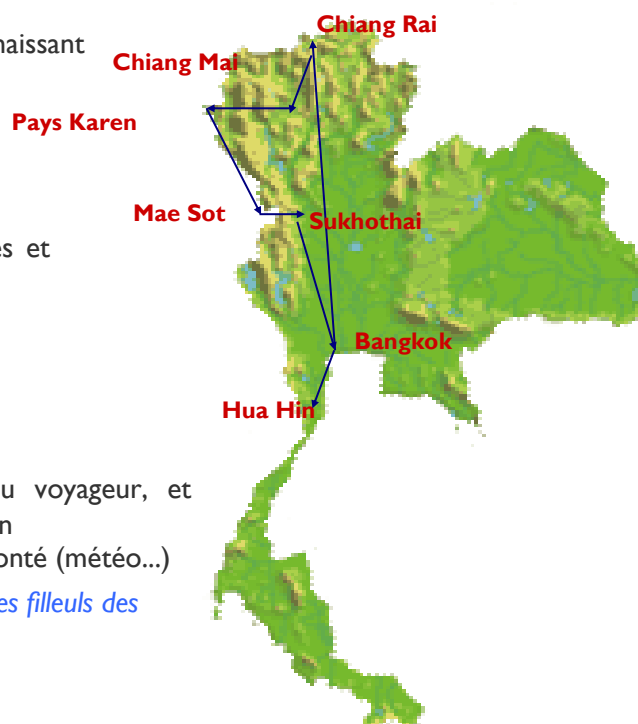 Chiang Rai
naissant
Chiang Mai
Pays Karen
Mae Sot
Sukhothai
es et
Bangkok
Hua Hin
u voyageur, et
n
onté (météo...)
es filleuls des